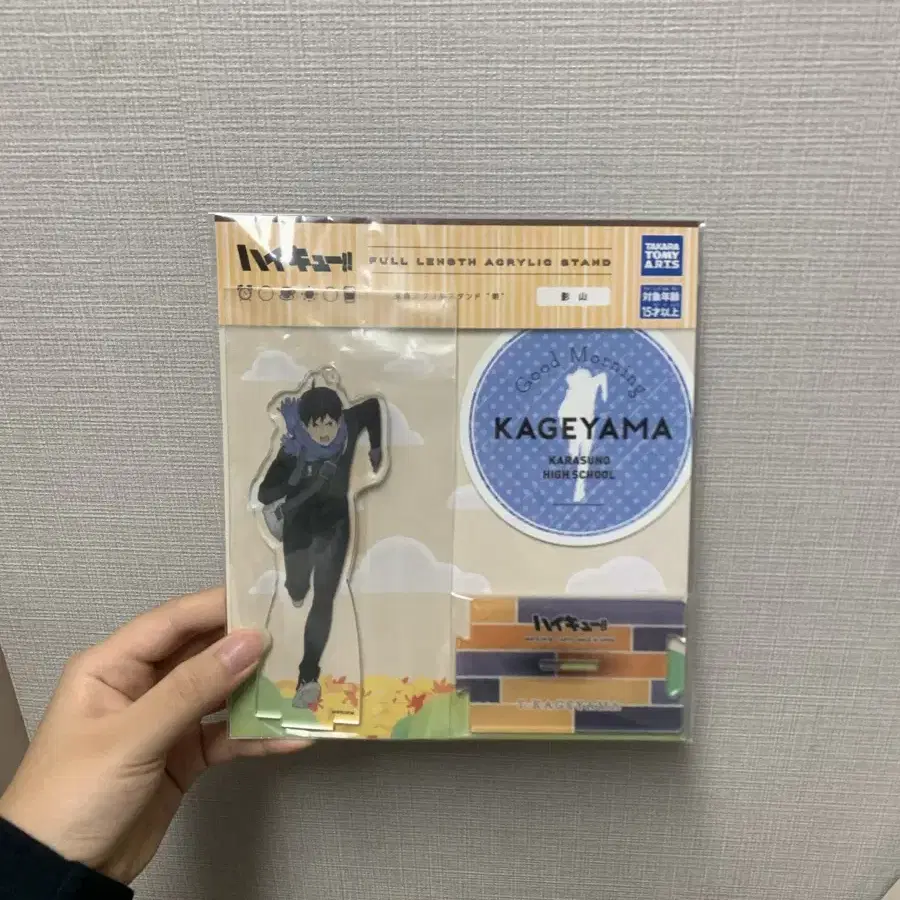 ハイキュー!!
FULL LENGTH ACRYLIC STAND
TAKARA
TOMY
ARTS
影山
対象年齢
15才以上
Good Morning
KAGEYAMA
KARASUNO
HIGH SCHOOL
ハイキュー!!
T.KAGEYAMA